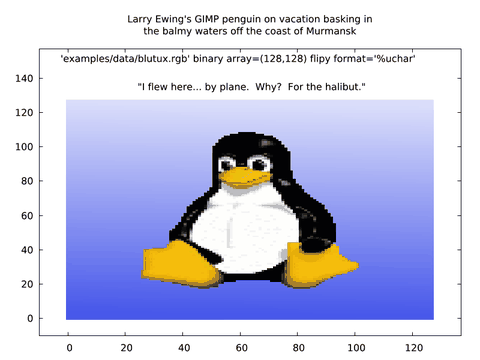 Larry Ewing's GIMP penguin on vacation basking in
the balmy waters off the coast of Murmansk
'examples/data/blutux.rgb' binary array=(128,128) flipy format='%uchar'
"I flew here... by plane.  Why?  For the halibut."
140
120
100
80
60
40
20
0
0 20 40 60 80 100 120